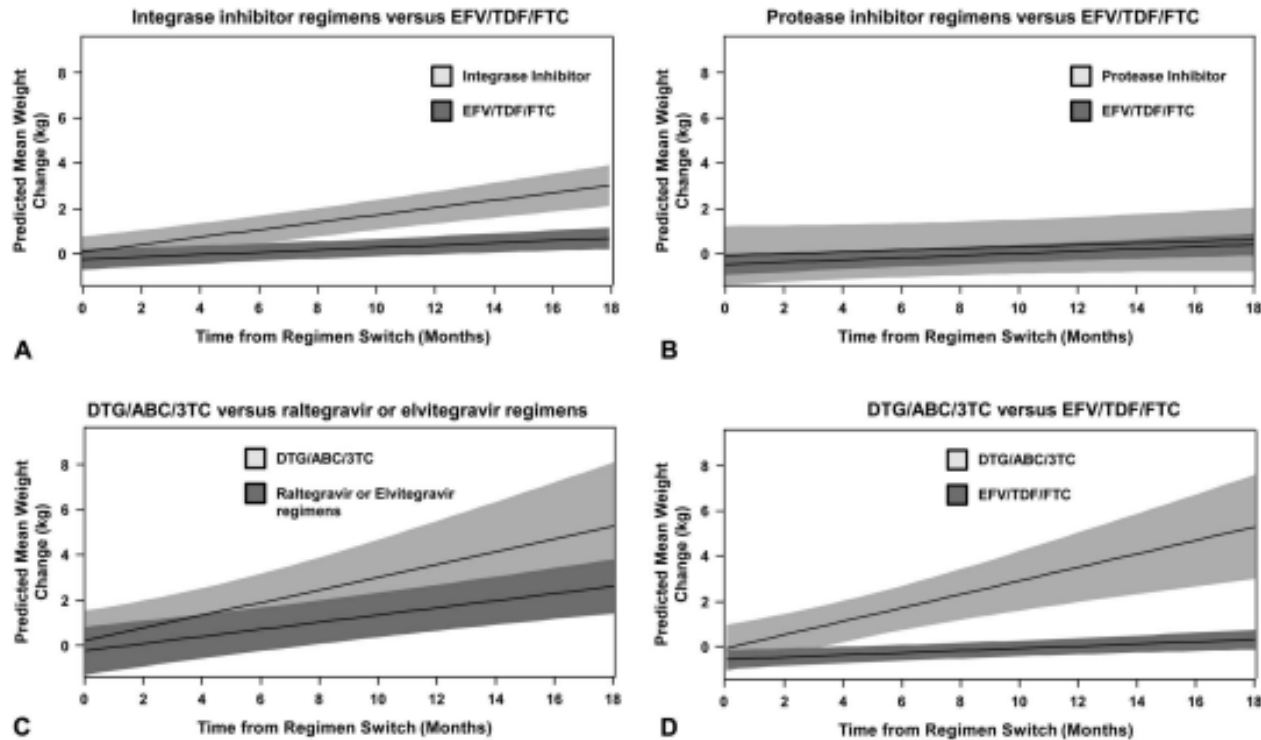 Integrase inhibitor regimens versus EFV/TDF/FTC
Predicted Mean Weight
Change (kg)
8
6
4
2
0
Integrase Inhibitor
EFV/TDF/FTC
0 2 4 6 8 10 12 14 16 18
Time from Regimen Switch (Months)
A
Protease inhibitor regimens versus EFV/TDF/FTC
Predicted Mean Weight
Change (kg)
8
6
4
2
0
Protease Inhibitor
EFV/TDF/FTC
0 2 4 6 8 10 12 14 16 18
Time from Regimen Switch (Months)
B
DTG/ABC/3TC versus raltegravir or elvitegravir regimens
Predicted Mean Weight
Change (kg)
8
6
4
2
0
DTG/ABC/3TC
Raltegravir or Elvitegravir
regimens
0 2 4 6 8 10 12 14 16 18
Time from Regimen Switch (Months)
C
DTG/ABC/3TC versus EFV/TDF/FTC
Predicted Mean Weight
Change (kg)
8
6
4
2
0
DTG/ABC/3TC
EFV/TDF/FTC
0 2 4 6 8 10 12 14 16 18
Time from Regimen Switch (Months)
D